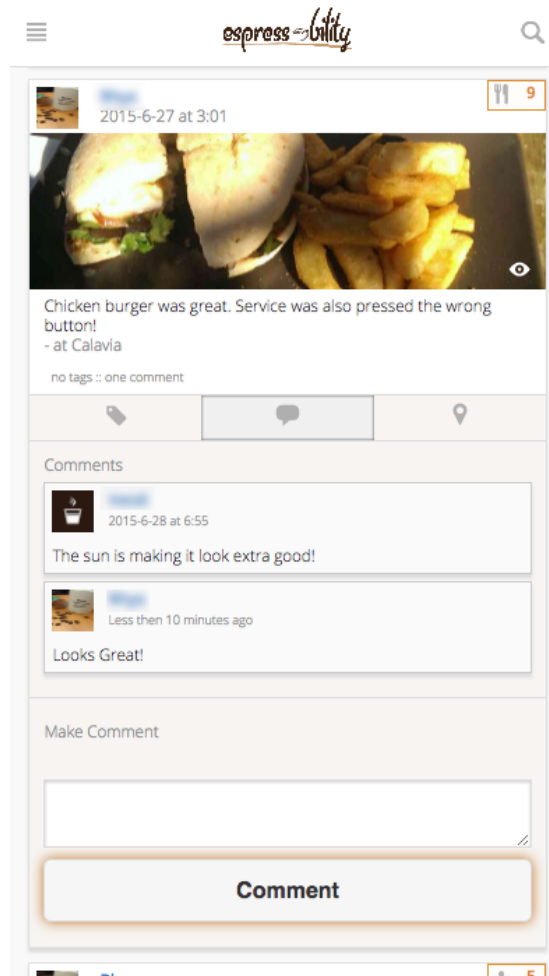 espress-bility
9
2015-6-27 at 3:01
Chicken burger was great. Service was also pressed the wrong
button!
- at Calavia
no tags :: one comment
Comments
2015-6-28 at 6:55
The sun is making it look extra good!
Less then 10 minutes ago
Looks Great!
Make Comment
Comment
5